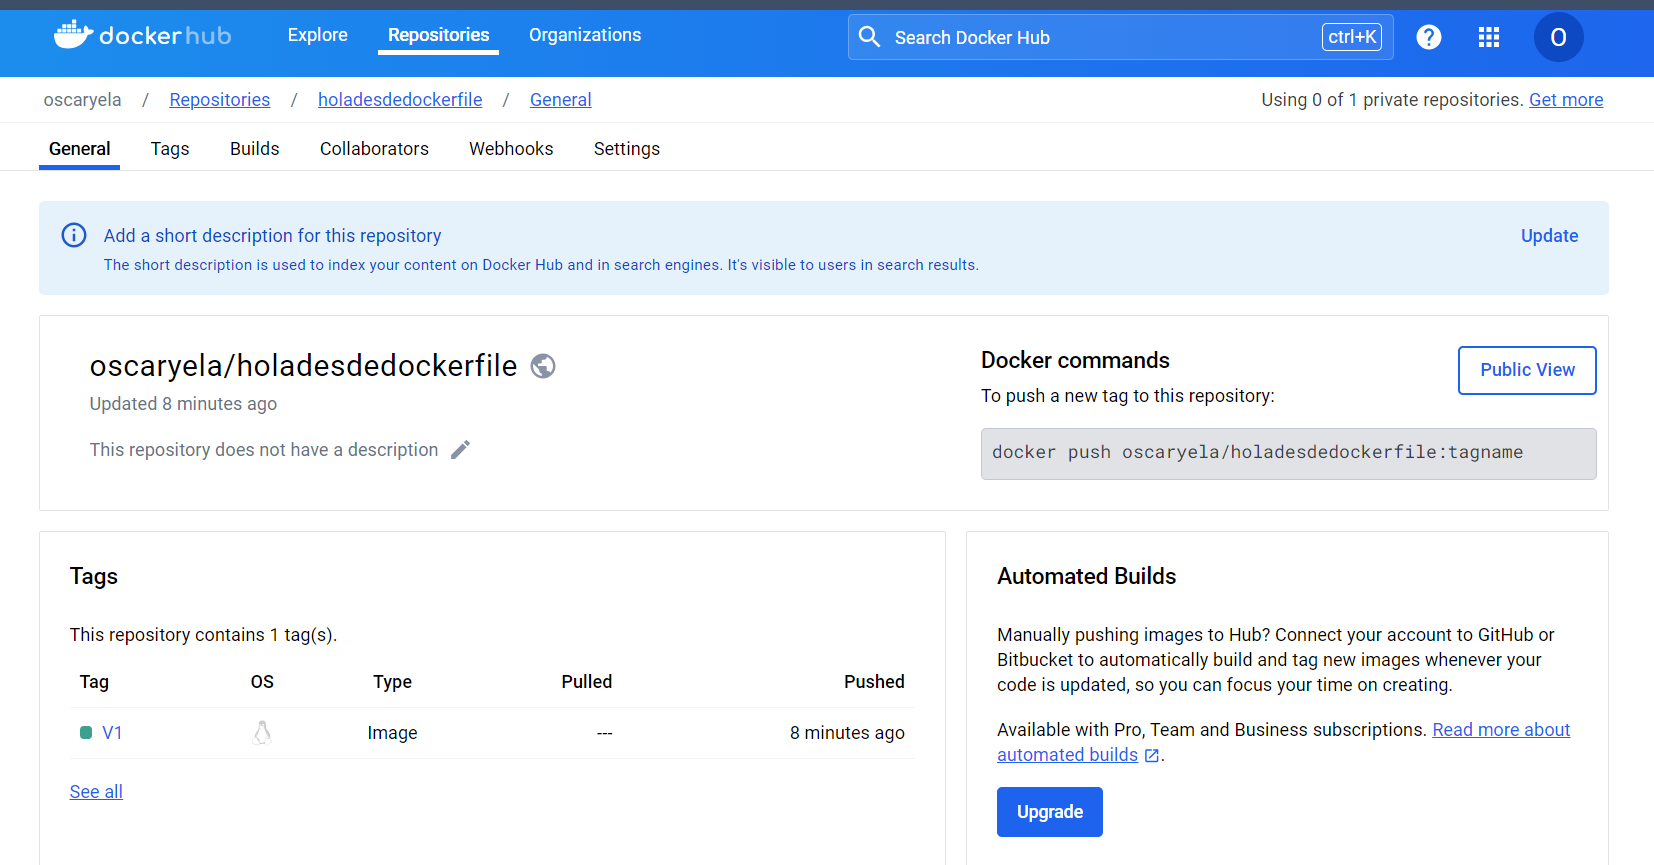 docker hub Explore Repositories Organizations Search Docker Hub ctrl+K ? O
oscaryela / Repositories / holadesdedockerfile / General Using 0 of 1 private repositories. Get more
General Tags Builds Collaborators Webhooks Settings
Add a short description for this repository Update
The short description is used to index your content on Docker Hub and in search engines. It's visible to users in search results.
oscaryela/holadesdedockerfile
Updated 8 minutes ago
This repository does not have a description
Docker commands
Public View
To push a new tag to this repository:
docker push oscaryela/holadesdedockerfile:tagname
Tags
This repository contains 1 tag(s).
Tag OS Type Pulled Pushed
V1 Image --- 8 minutes ago
See all
Automated Builds
Manually pushing images to Hub? Connect your account to GitHub or
Bitbucket to automatically build and tag new images whenever your
code is updated, so you can focus your time on creating.
Available with Pro, Team and Business subscriptions. Read more about
automated builds .
Upgrade